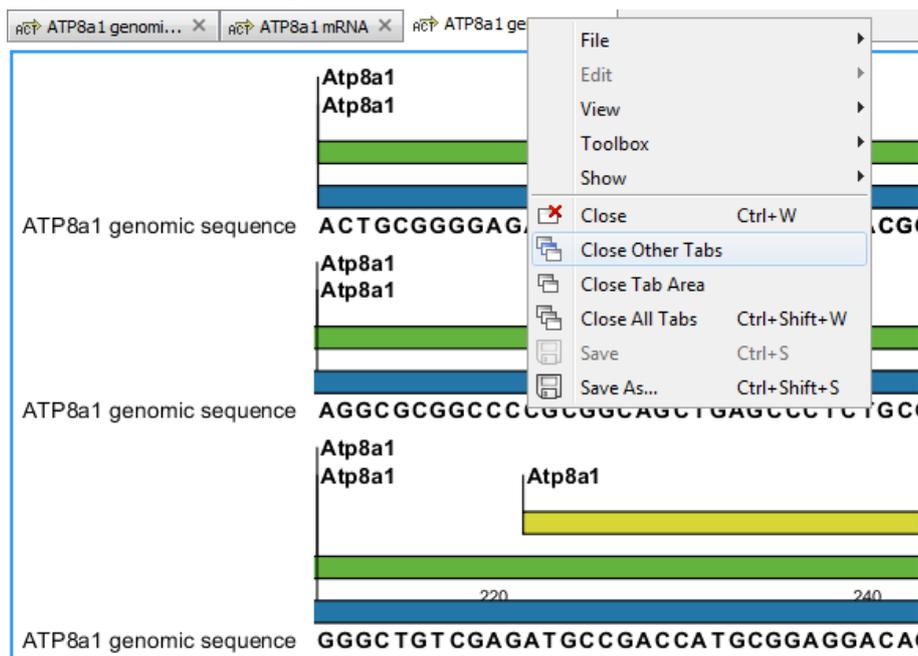 ATP8a1 genomi... ATP8a1 mRNA ATP8a1 ge
File
Edit
View
Toolbox
Show
Close Ctrl+W
Close Other Tabs
Close Tab Area
Close All Tabs Ctrl+Shift+W
Save Ctrl+S
Save As... Ctrl+Shift+S
Atp8a1
Atp8a1
ATP8a1 genomic sequence ACTGCGGGGAG
Atp8a1
Atp8a1
ATP8a1 genomic sequence AGGCGCGGCCCCGCGGCAGCTGAGCCCTCTGC
Atp8a1
Atp8a1 Atp8a1
220 240
ATP8a1 genomic sequence GGGCTGTCGAGATGCCGACCATGCGGAGGACA